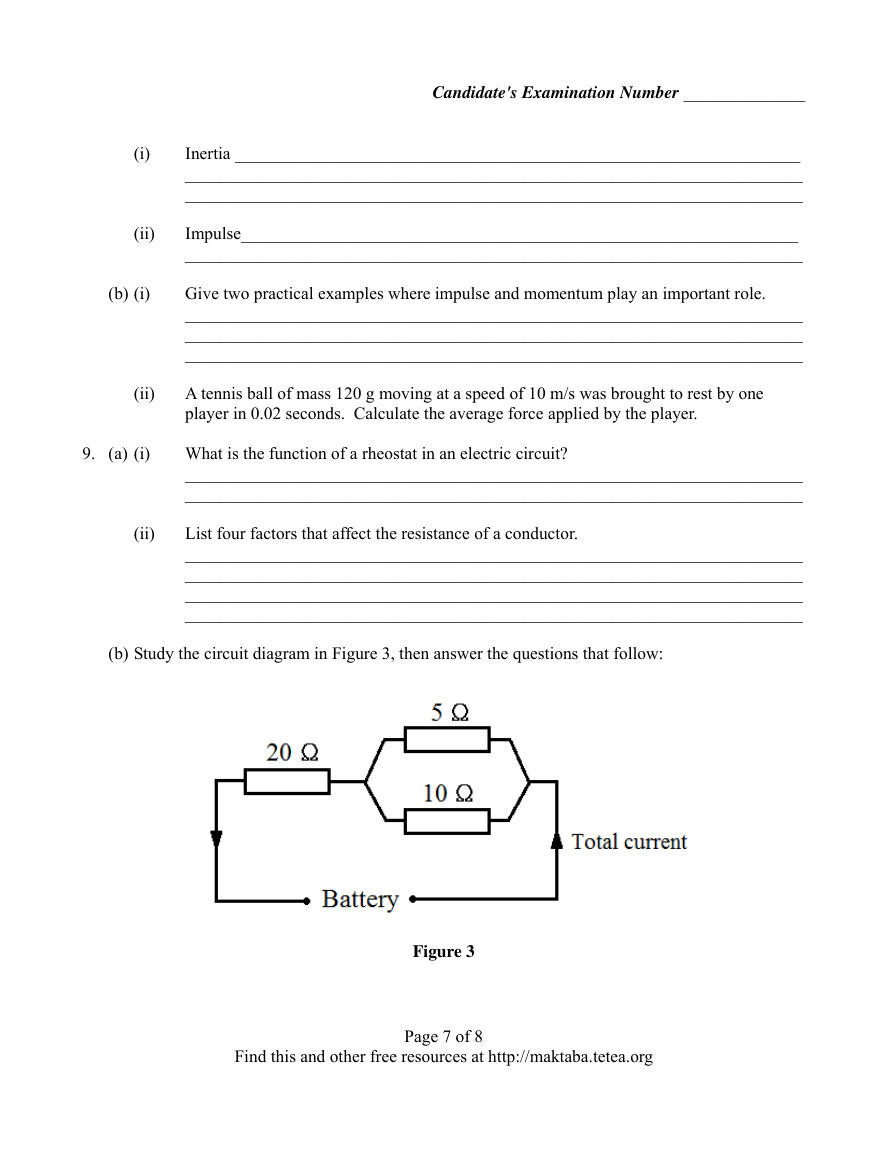 Candidate's Examination Number ______________
(i) Inertia ______________
(ii) Impulse______________
(b) (i) Give two practical examples where impulse and momentum play an important role.
(ii) A tennis ball of mass 120 g moving at a speed of 10 m/s was brought to rest by one
player in 0.02 seconds. Calculate the average force applied by the player.
9. (a) (i) What is the function of a rheostat in an electric circuit?
(ii) List four factors that affect the resistance of a conductor.
(b) Study the circuit diagram in Figure 3, then answer the questions that follow:
5 Ω
20 Ω
10 Ω
Total current
Battery
Figure 3
Page 7 of 8
Find this and other free resources at http://maktaba.tetea.org